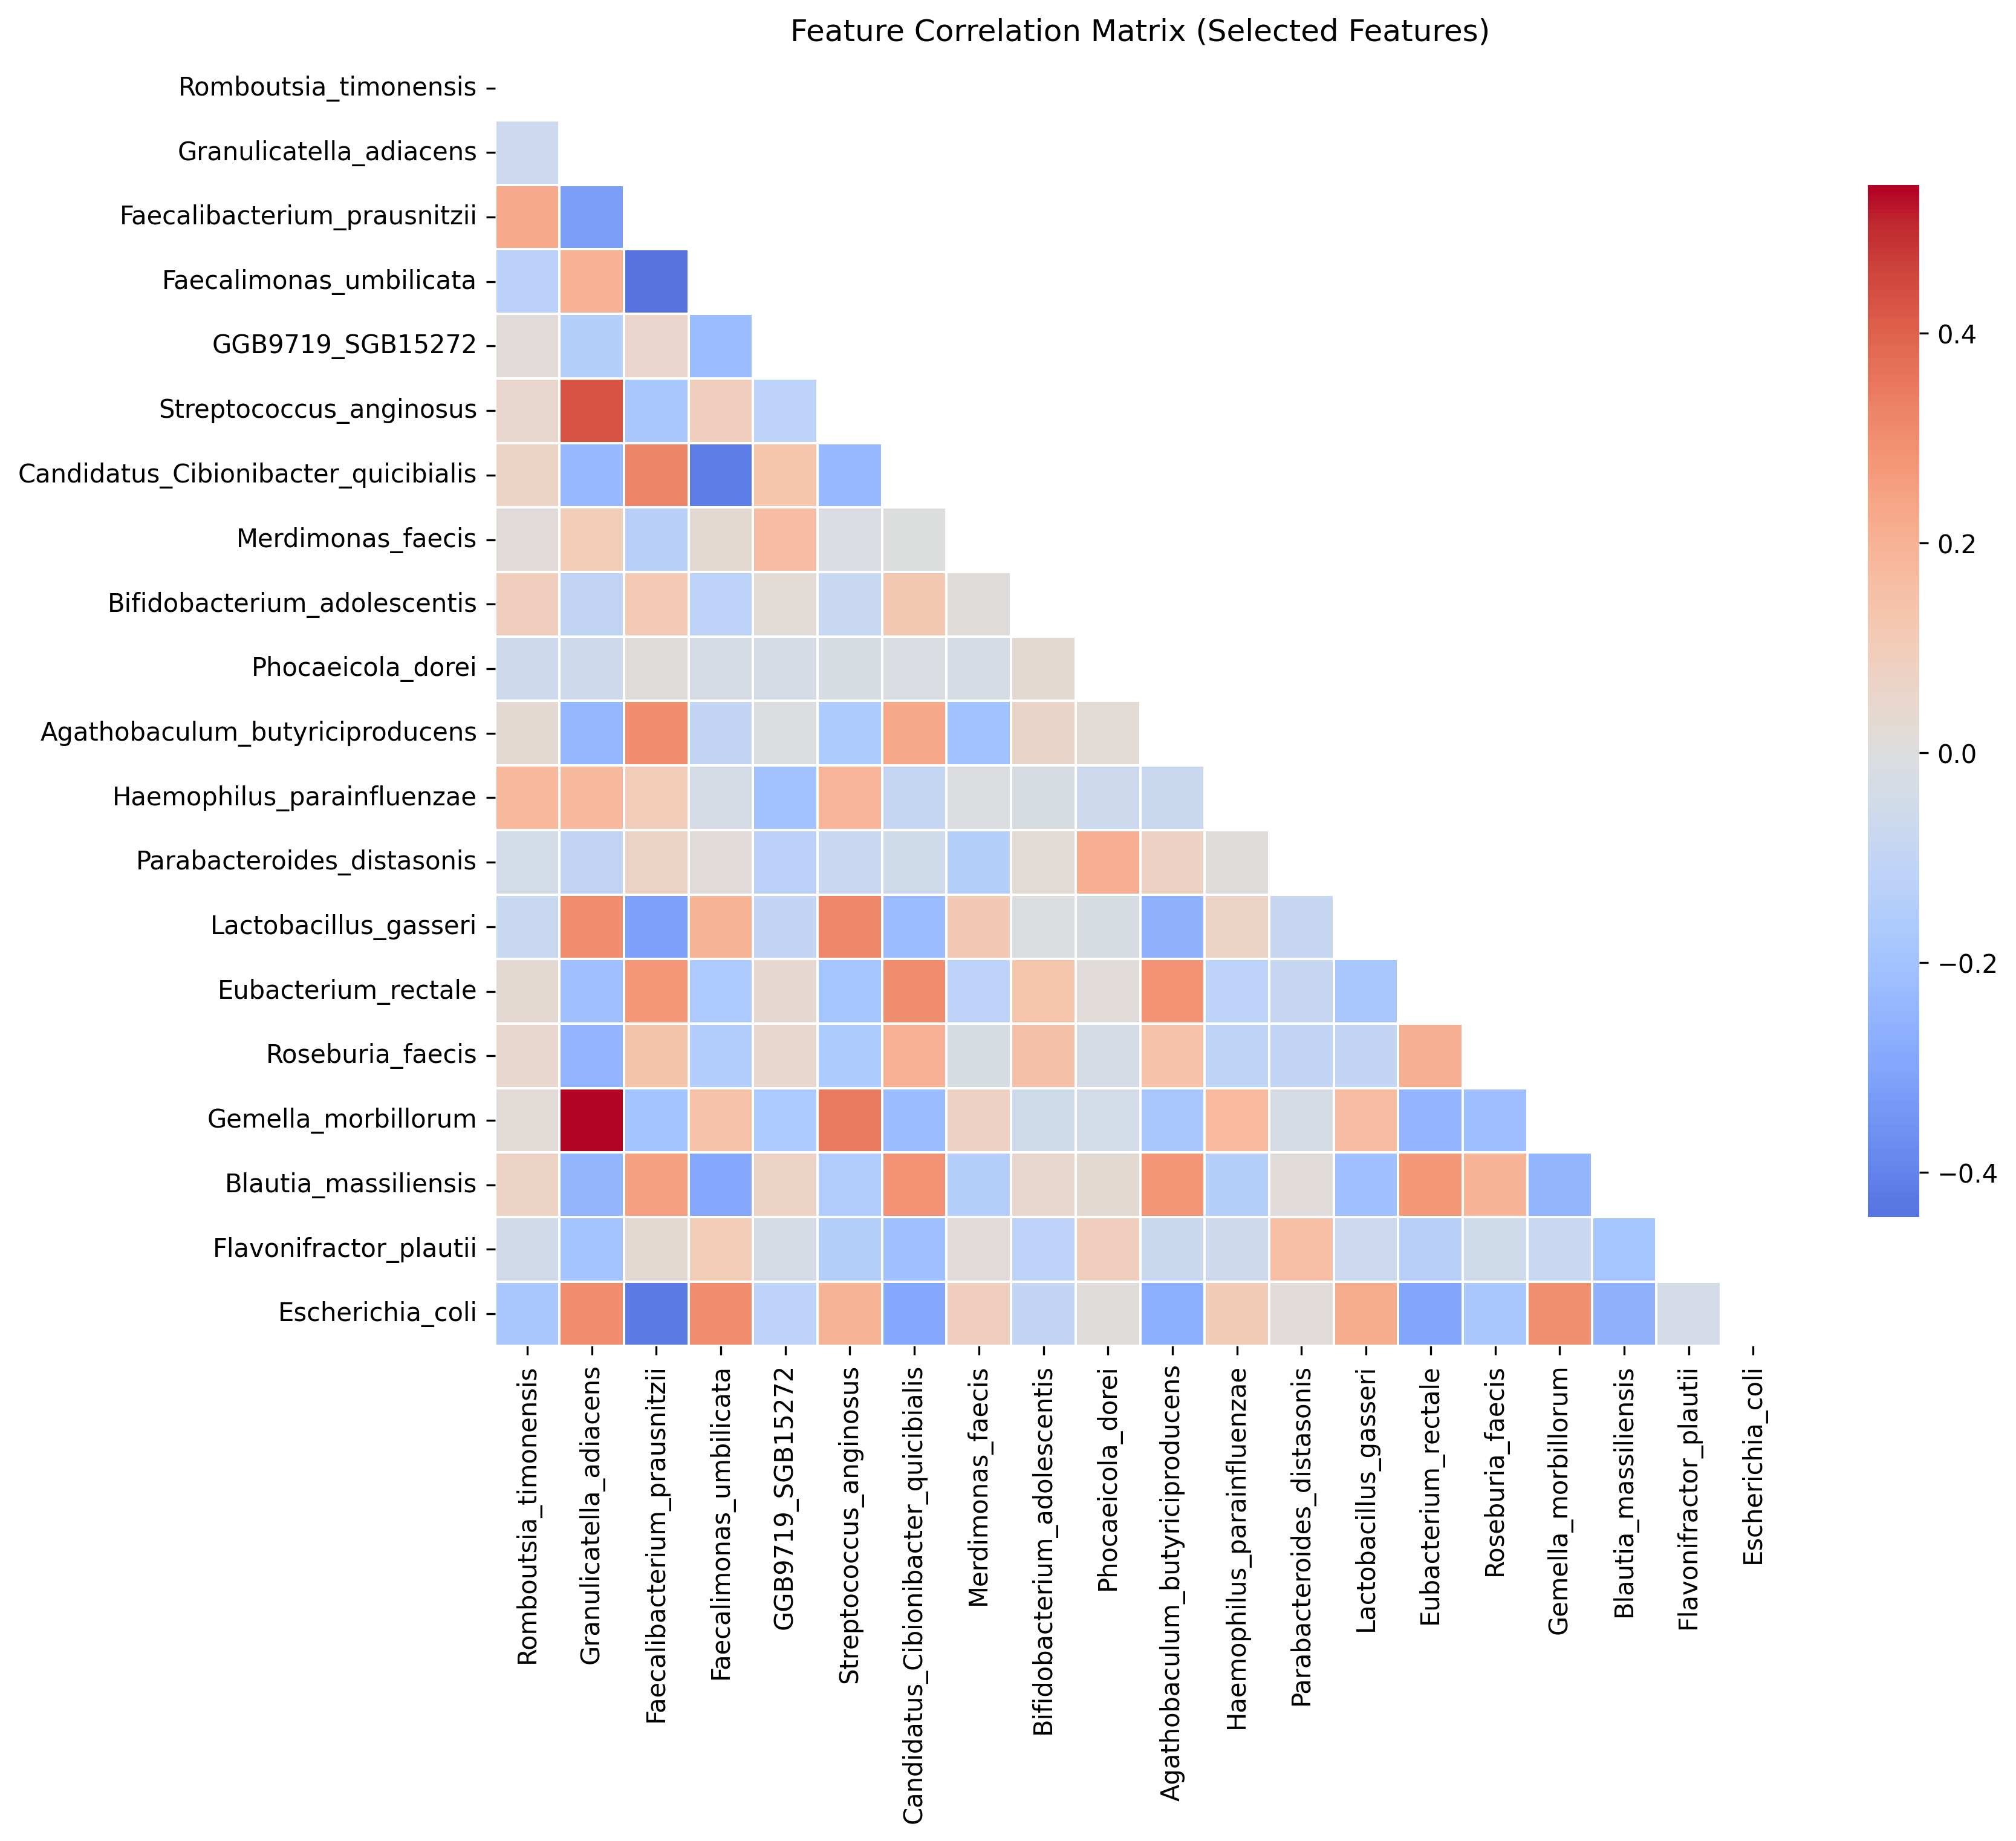 Feature Correlation Matrix (Selected Features)
Romboutsia_timonensis
Granulicatella_adiacens
Faecalibacterium_prausnitzii
Faecalimonas_umbilicata
GGB9719_SGB15272
Streptococcus_anginosus
Candidatus_Cibionibacter_quicibialis
Merdimonas_faecis
Bifidobacterium_adolescentis
Phocaeicola_dorei
Agathobaculum_butyriciproducens
Haemophilus_parainfluenzae
Parabacteroides_distasonis
Lactobacillus_gasseri
Eubacterium_rectale
Roseburia_faecis
Gemella_morbillorum
Blautia_massiliensis
Flavonifractor_plautii
Escherichia_coli
Romboutsia_timonensis
Granulicatella_adiacens
Faecalibacterium_prausnitzii
Faecalimonas_umbilicata
GGB9719_SGB15272
Streptococcus_anginosus
Candidatus_Cibionibacter_quicibialis
Merdimonas_faecis
Bifidobacterium_adolescentis
Phocaeicola_dorei
Agathobaculum_butyriciproducens
Haemophilus_parainfluenzae
Parabacteroides_distasonis
Lactobacillus_gasseri
Eubacterium_rectale
Roseburia_faecis
Gemella_morbillorum
Blautia_massiliensis
Flavonifractor_plautii
Escherichia_coli
0.4
0.2
0.0
−0.2
−0.4